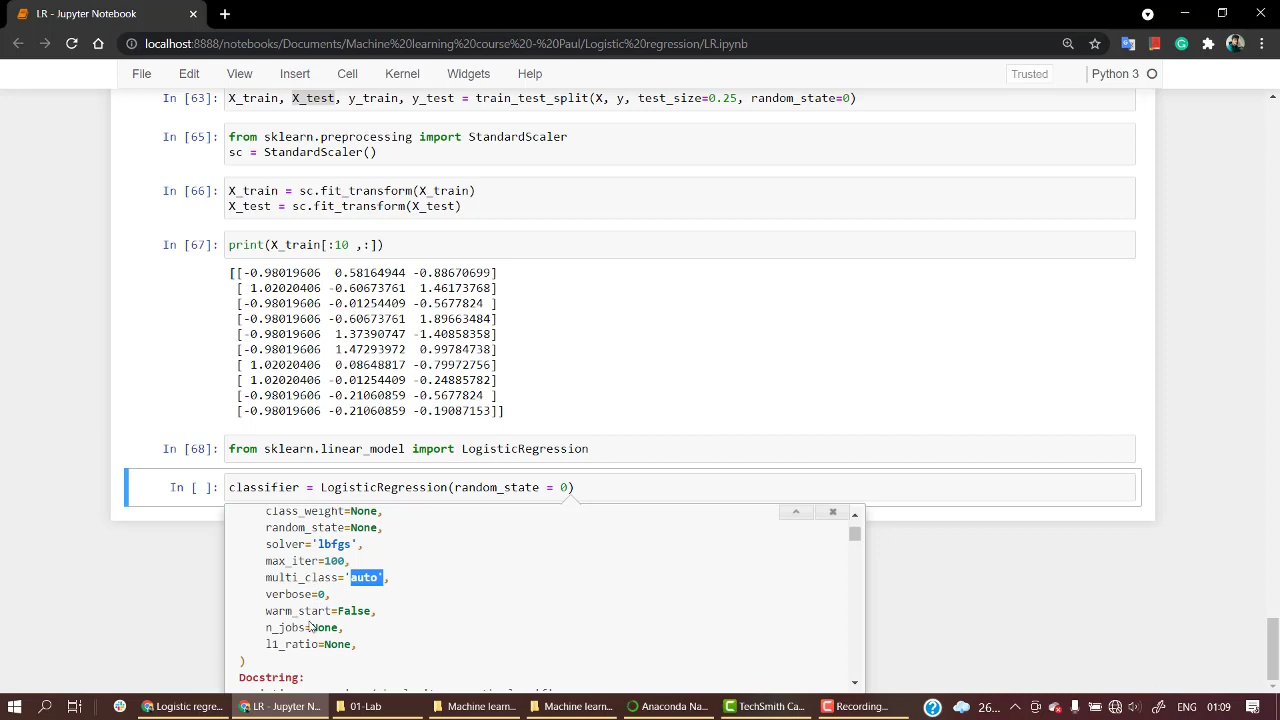 LR - Jupyter Notebook
localhost:8888/notebooks/Documents/Machine%20learning%20course%20-%20Paul/Logistic%20regression/LR.ipynb
File Edit View Insert Cell Kernel Widgets Help Trusted Python 3
In [63]: X_train, X_test, y_train, y_test = train_test_split(X, y, test_size=0.25, random_state=0)
In [65]: from sklearn.preprocessing import StandardScaler
sc = StandardScaler()
In [66]: X_train = sc.fit_transform(X_train)
X_test = sc.fit_transform(X_test)
In [67]: print(X_train[:10 ,:])
[[-0.98019606 0.58164944 -0.88670699]
[ 1.02020406 -0.60673761 1.46173768]
[-0.98019606 -0.01254409 -0.5677824 ]
[-0.98019606 -0.60673761 1.89663484]
[-0.98019606 1.37390747 -1.40858358]
[-0.98019606 1.47293972 0.99784738]
[ 1.02020406 0.08648817 -0.79972756]
[ 1.02020406 -0.01254409 -0.24885782]
[-0.98019606 -0.21060859 -0.5677824 ]
[-0.98019606 -0.21060859 -0.19087153]]
In [68]: from sklearn.linear_model import LogisticRegression
In [ ]: classifier = LogisticRegression(random_state = 0)
class_weight=None,
random_state=None,
solver='lbfgs',
max_iter=100,
multi_class='auto',
verbose=0,
warm_start=False,
n_jobs=None,
l1_ratio=None,
)
Docstring:
Logistic regre... LR - Jupyter N... 01-Lab Machine learn... Machine learn... Anaconda Na... TechSmith Ca... Recording... 26... ENG 01:09